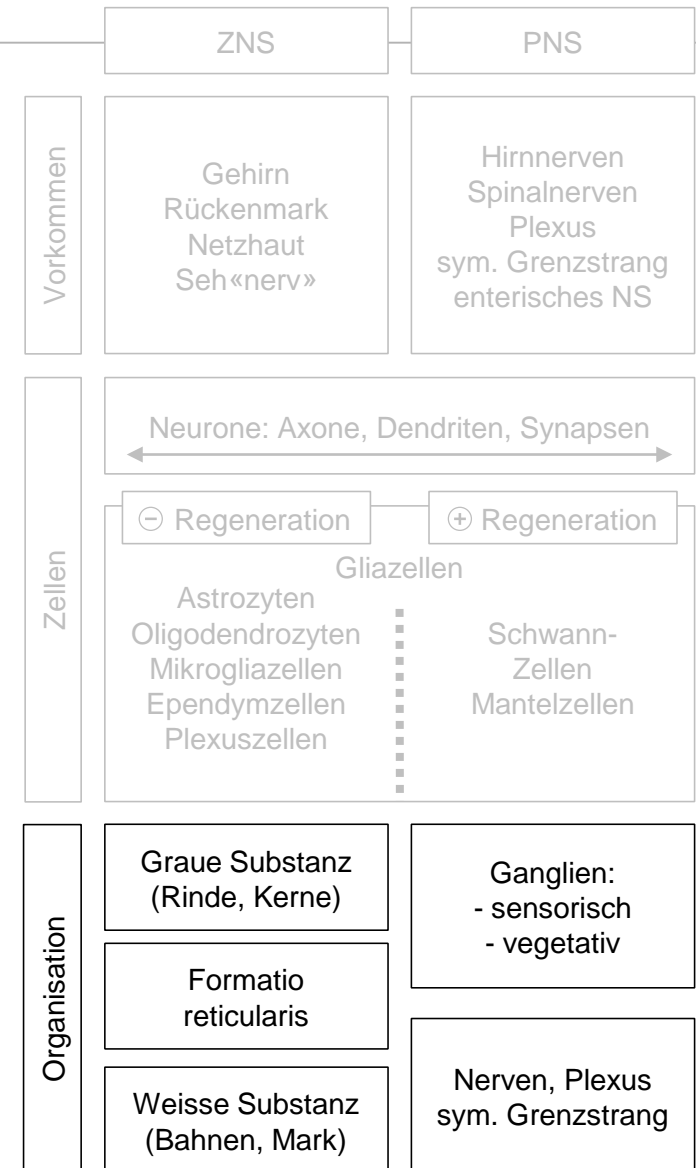 ZNS
PNS
Vorkommen
Gehirn
Rückenmark
Netzhaut
Seh«nerv»
Hirnnerven
Spinalnerven
Plexus
sym. Grenzstrang
enterisches NS
Zellen
Neurone: Axone, Dendriten, Synapsen
⊖ Regeneration
⊕ Regeneration
Gliazellen
Astrozyten
Oligodendrozyten
Mikrogliazellen
Ependymzellen
Plexuszellen
Schwann-
Zellen
Mantelzellen
Organisation
Graue Substanz
(Rinde, Kerne)
Formatio
reticularis
Weisse Substanz
(Bahnen, Mark)
Ganglien:
- sensorisch
- vegetativ
Nerven, Plexus
sym. Grenzstrang